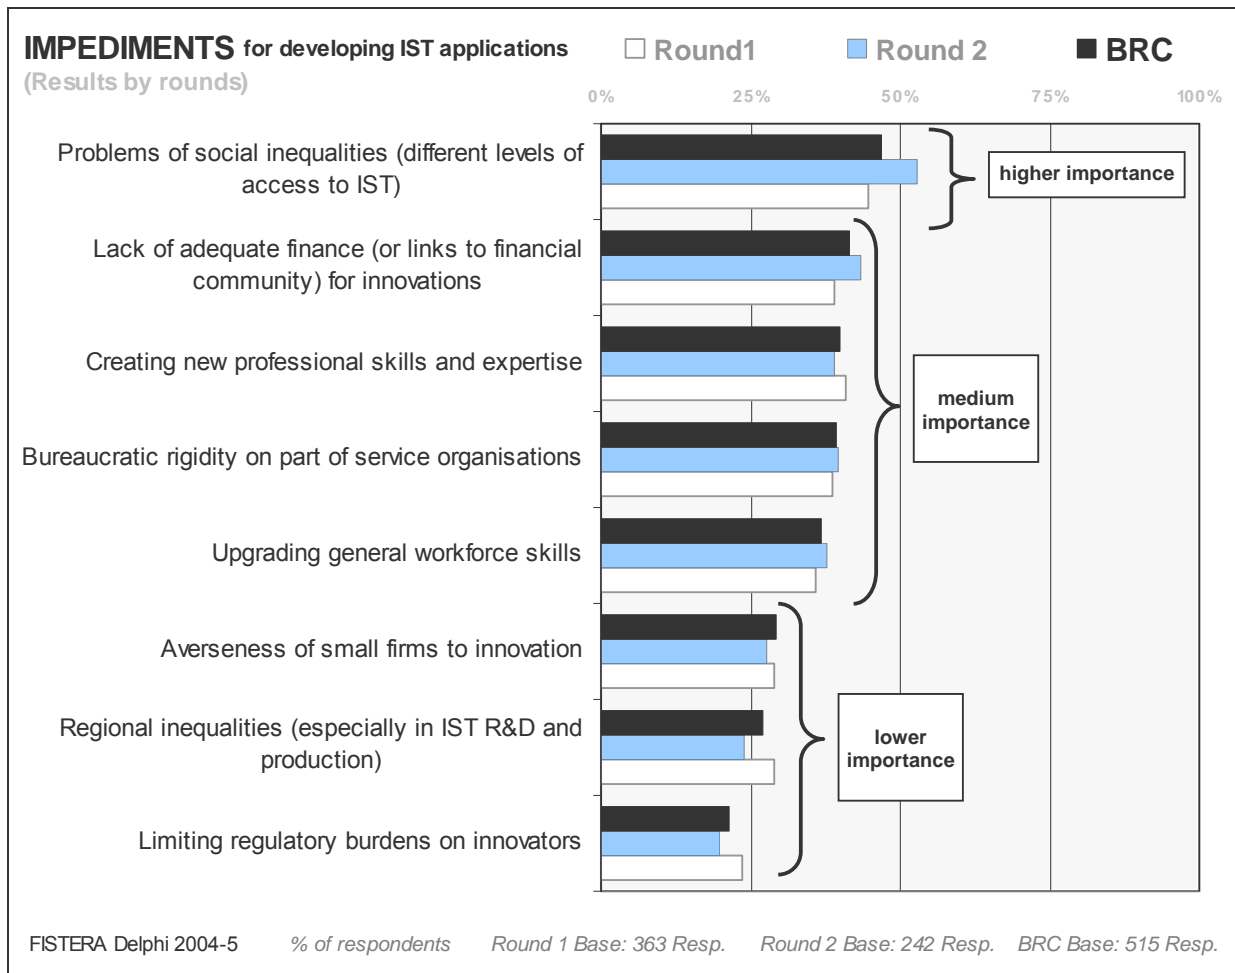 IMPEDIMENTS for developing IST applications
Round1
Round 2
BRC
(Results by rounds)
0%
25%
50%
75%
100%
Problems of social inequalities (different levels of
access to IST)
higher importance
Lack of adequate finance (or links to financial
community) for innovations
Creating new professional skills and expertise
medium
importance
Bureaucratic rigidity on part of service organisations
Upgrading general workforce skills
Averseness of small firms to innovation
Regional inequalities (especially in IST R&D and
production)
lower
importance
Limiting regulatory burdens on innovators
FISTERA Delphi 2004-5
% of respondents
Round 1 Base: 363 Resp.
Round 2 Base: 242 Resp.
BRC Base: 515 Resp.